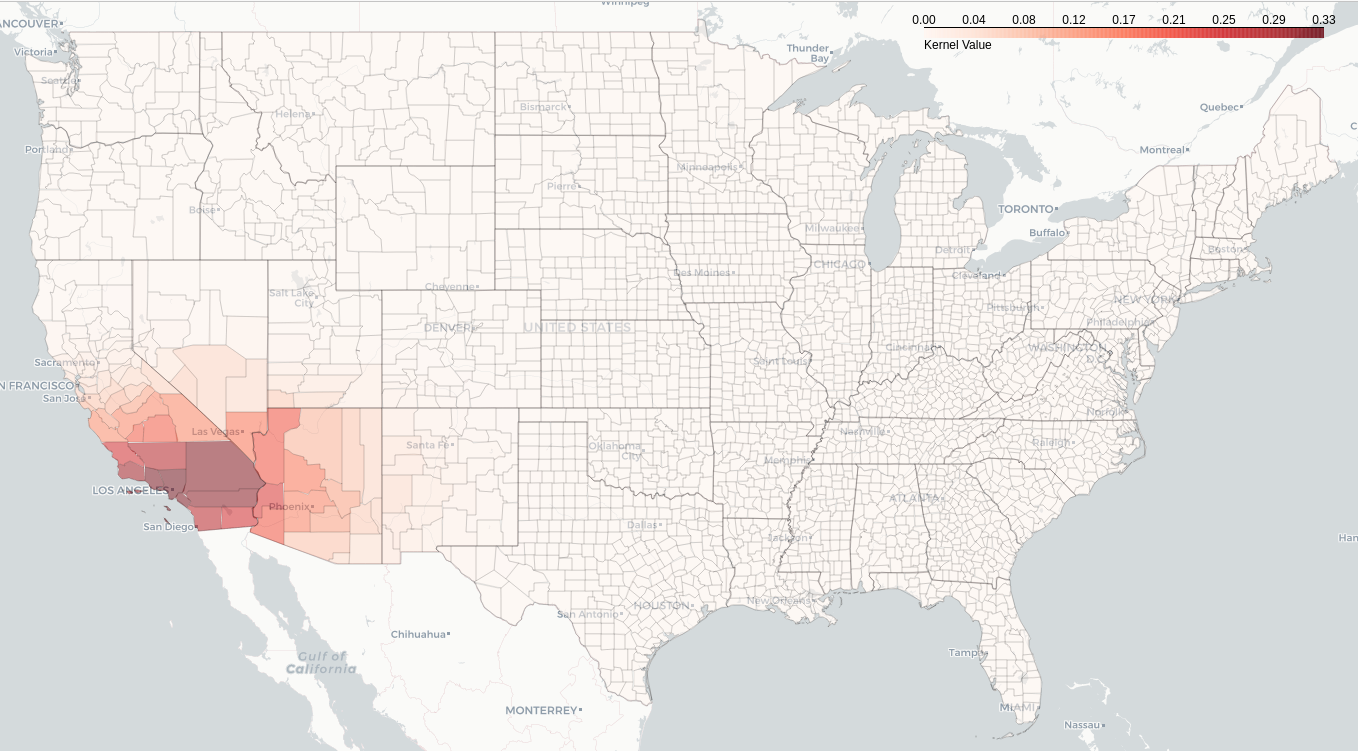 Winnipeg
ANCOUVER
0.00 0.04 0.08 0.12 0.17 0.21 0.25 0.29 0.33
Kernel Value
Victoria
Thunder
Bay
Seattle
Bismarck
Helena
Quebec
Portland
Montreal
Minneapolis
Pierre
Boise
TORONTO
Milwaukee
Buffalo
Detroit
Boston
CHICAGO
Des Moines
Cleveland
Cheyenne
Salt Lake
City
NEW YORK
Pittsburgh
DENVER
UNITED STATES
Philadelphia
Cincinnati
WASHINGTON
D.C.
Sacramento
Saint Louis
N FRANCISCO
San Jose
Norfolk
Las Vegas
Nashville
Santa Fe
Oklahoma
City
Raleigh
Memphis
LOS ANGELES
ATLANTA
Phoenix
San Diego
Dallas
Jackson
Han
New Orleans
HOUSTON
San Antonio
Chihuahua
Gulf of
California
Tamp
MIAMI
MONTERREY
Nassau